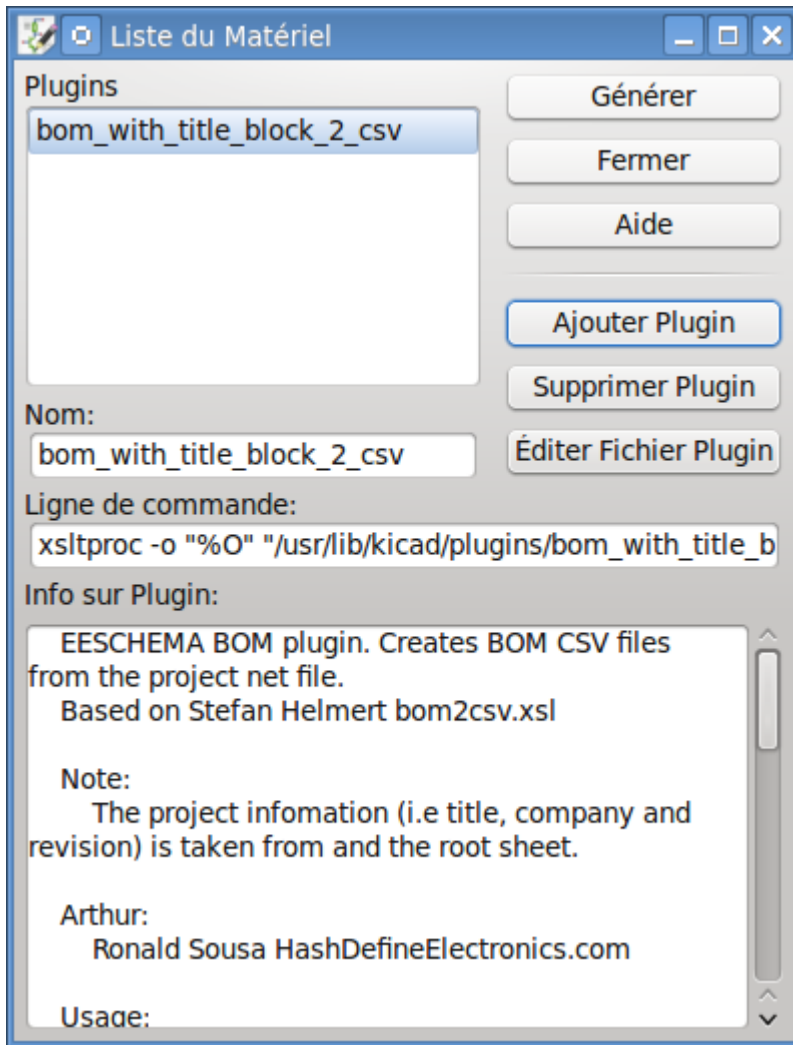 Liste du Matériel
Plugins
bom_with_title_block_2_csv
Générer
Fermer
Aide
Ajouter Plugin
Supprimer Plugin
Éditer Fichier Plugin
Nom:
bom_with_title_block_2_csv
Ligne de commande:
xsltproc -o "%O" "/usr/lib/kicad/plugins/bom_with_title_b
Info sur Plugin:
EESCHEMA BOM plugin. Creates BOM CSV files
from the project net file.
Based on Stefan Helmert bom2csv.xsl
Note:
The project infomation (i.e title, company and
revision) is taken from and the root sheet.
Arthur:
Ronald Sousa HashDefineElectronics.com
Usage: